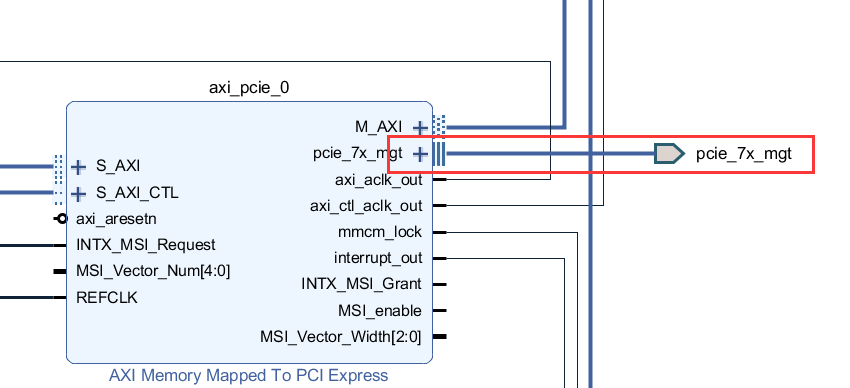 axi_pcie_0
M_AXI
pcie_7x_mgt
pcie_7x_mgt
S_AXI
axi_aclk_out
S_AXI_CTL
axi_ctl_aclk_out
axi_aresetn
mmcm_lock
INTX_MSI_Request
interrupt_out
MSI_Vector_Num[4:0]
INTX_MSI_Grant
REFCLK
MSI_enable
MSI_Vector_Width[2:0]
AXI Memory Mapped To PCI Express